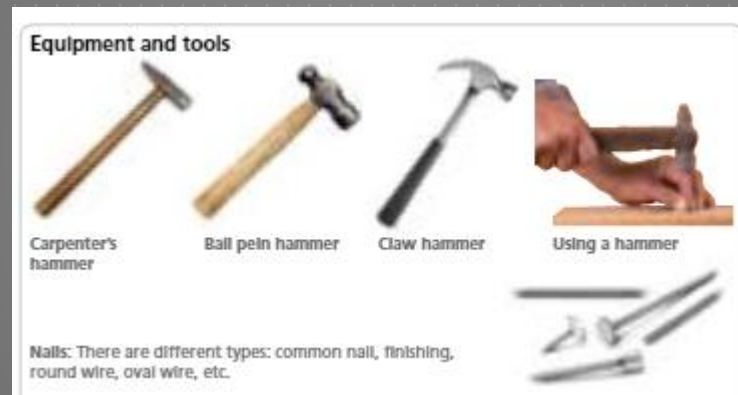 Equipment and tools
Carpenter's
hammer
Ball pein hammer
Claw hammer
Using a hammer
Nails: There are different types: common nail, finishing,
round wire, oval wire, etc.